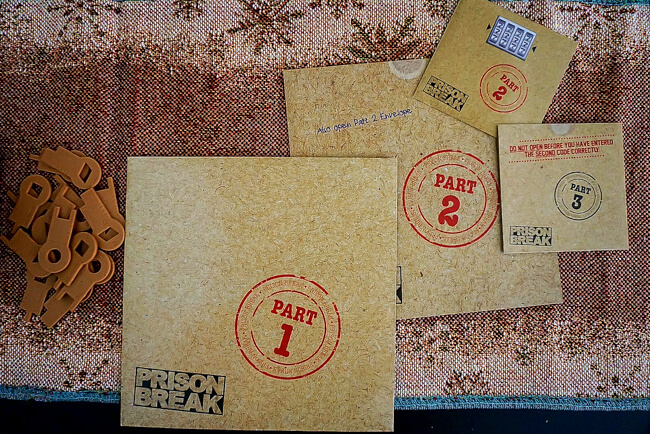 PART
1
PRISON
BREAK
Also open Part 2 Envelope
PART
2
PART
2
PRISON
BREAK
DO NOT OPEN BEFORE YOU HAVE ENTERED
THE SECOND CODE CORRECTLY.
PART
3
PRISON
BREAK